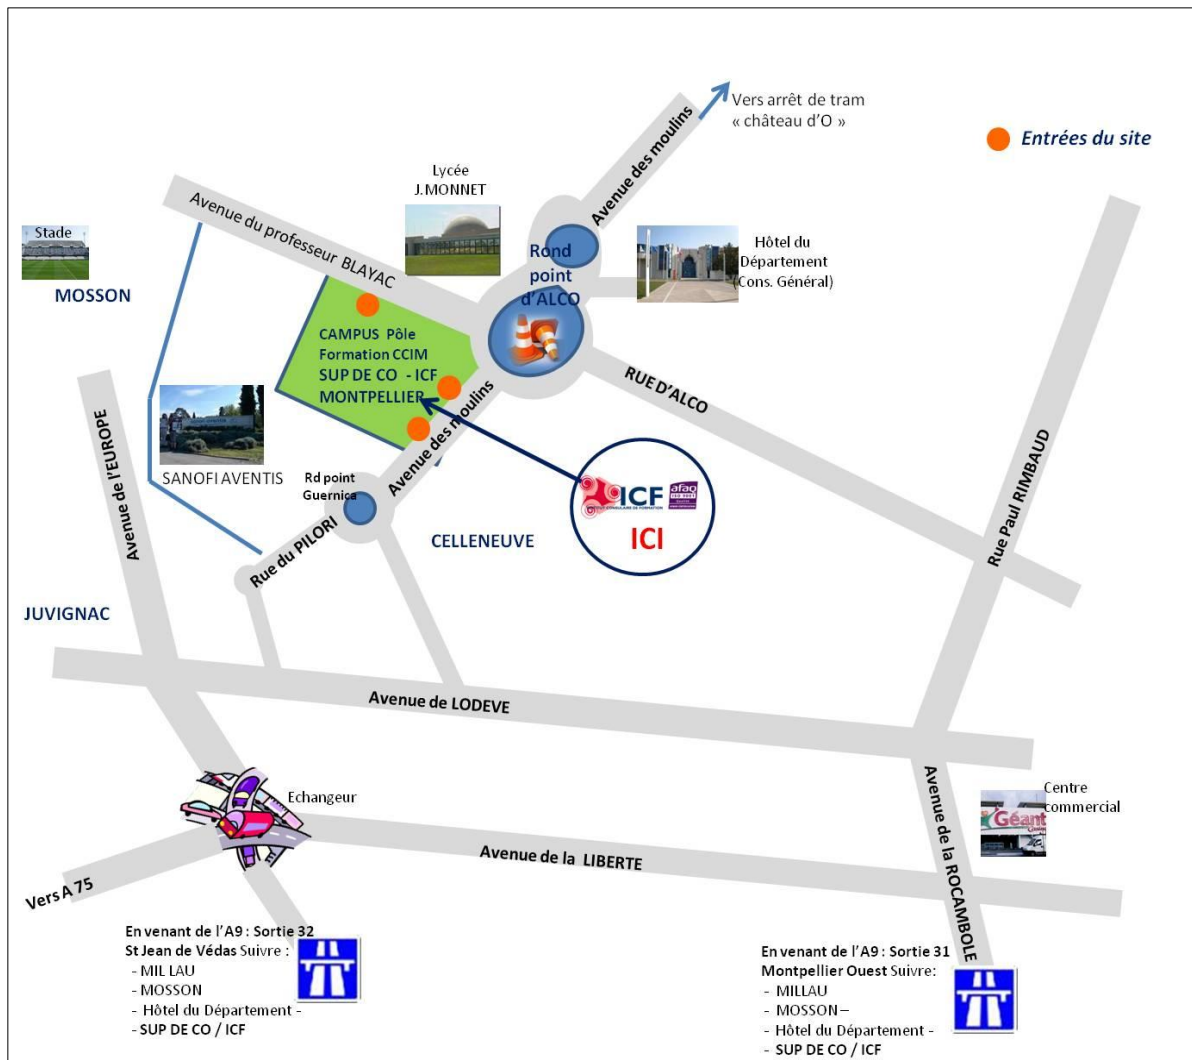 Vers arrêt de tram
« château d'O »
Entrées du site
Avenue des moulins
Lycée
J.MONNET
Avenue du professeur BLAYAC
Stade
MOSSON
Rond
point
d'ALCO
Hôtel du
Département
(Cons. Général)
CAMPUS Pôle
Formation CCIM
SUP DE CO - ICF
MONTPELLIER
RUE D'ALCO
Avenue des moulins
Avenue de l'EUROPE
SANOFI AVENTIS
Rd point
Guernica
ICF
INSTITUT CONSULAIRE DE FORMATION
afaq
ICI
Rue Paul RIMBAUD
CELLENEUVE
Rue du PILORI
JUVIGNAC
Avenue de LODEVE
Echangeur
Centre
commercial
Géant
Avenue de la LIBERTE
Avenue de la ROCAMBOLE
Vers A 75
En venant de l'A9 : Sortie 32
St Jean de Védas Suivre :
- MIL LAU
- MOSSON
- Hôtel du Département -
- SUP DE CO / ICF
En venant de l'A9 : Sortie 31
Montpellier Ouest Suivre:
- MILLAU
- MOSSON –
- Hôtel du Département -
- SUP DE CO / ICF